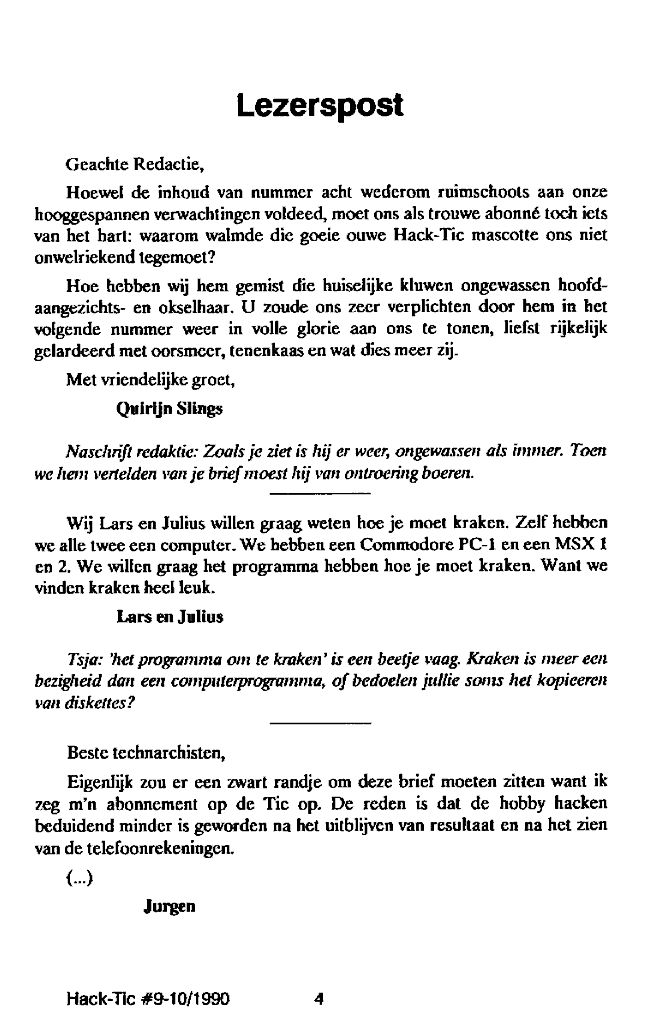 Lezerspost
Geachte Redactie,
Hoewel de inhoud van nummer acht wederom ruimschoots aan onze
hooggespannen verwachtingen voldeed, moet ons als trouwe abonné toch iets
van het hart: waarom walmde die goeie ouwe Hack-Tic mascotte ons niet
onwelriekend tegemoet?
Hoe hebben wij hem gemist die huiselijke kluwen ongewassen hoofd-
aangezichts- en okselhaar. U zoude ons zeer verplichten door hem in het
volgende nummer weer in volle glorie aan ons te tonen, liefst rijkelijk
gelardeerd met oorsmeer, tenenkaas en wat dies meer zij.
Met vriendelijke groet,
Quirijn Slings
Naschrift redaktie: Zoals je ziet is hij er weer, ongewassen als immer. Toen
we hem vertelden van je brief moest hij van ontroering boeren.
Wij Lars en Julius willen graag weten hoe je moet kraken. Zelf hebben
we alle twee een computer. We hebben een Commodore PC-1 en een MSX 1
en 2. We willen graag het programma hebben hoe je moet kraken. Want we
vinden kraken heel leuk.
Lars en Julius
Tsja: 'het programma om te kraken' is een beetje vaag. Kraken is meer een
bezigheid dan een computerprogramma, of bedoelen jullie soms het kopieeren
van diskettes?
Beste technarchisten,
Eigenlijk zou er een zwart randje om deze brief moeten zitten want ik
zeg m'n abonnement op de Tic op. De reden is dat de hobby hacken
beduidend minder is geworden na het uitblijven van resultaat en na het zien
van de telefoonrekeningen.
(...)
Jurgen
Hack-Tic #9-10/1990 4